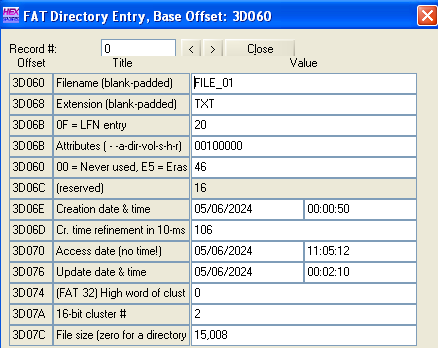 HEX FAT Directory Entry, Base Offset: 3D060
Record #: 0 < > Close
Offset Title Value
3D060 Filename (blank-padded) FILE_01
3D068 Extension (blank-padded) TXT
3D06B 0F = LFN entry 20
3D06B Attributes ( - -a-dir-vol-s-h-r) 00100000
3D060 00 = Never used, E5 = Eras 46
3D06C (reserved) 16
3D06E Creation date & time 05/06/2024 00:00:50
3D06D Cr. time refinement in 10-ms 106
3D070 Access date (no time!) 05/06/2024 11:05:12
3D076 Update date & time 05/06/2024 00:02:10
3D074 (FAT 32) High word of clust 0
3D07A 16-bit cluster # 2
3D07C File size (zero for a directory 15,008